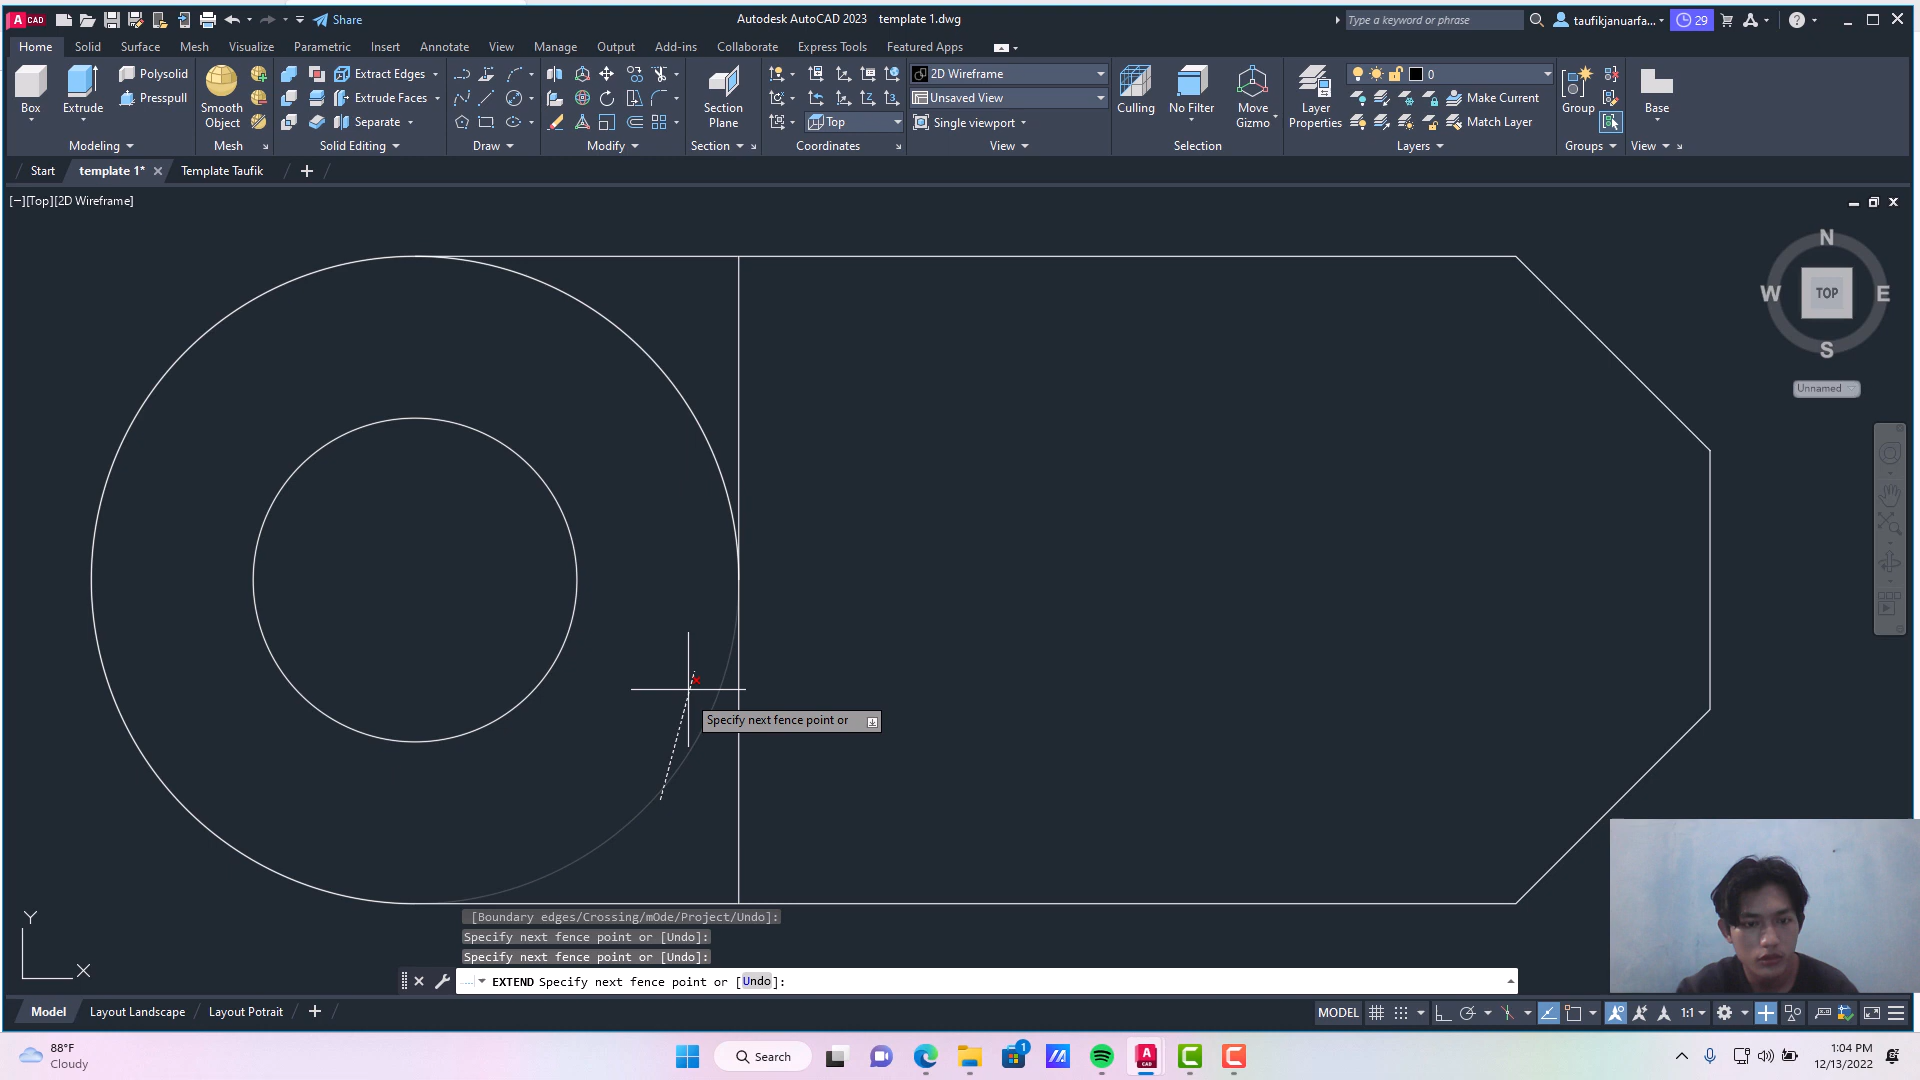 A CAD
Share
Autodesk AutoCAD 2023 template 1.dwg
Type a keyword or phrase
taufikjanuarfa...
29
Home Solid Surface Mesh Visualize Parametric Insert Annotate View Manage Output Add-ins Collaborate Express Tools Featured Apps
Box
Extrude
Polysolid
Presspull
Modeling
Smooth
Object
Mesh
Extract Edges
Extrude Faces
Separate
Solid Editing
Draw
Modify
Section
Plane
Section
Top
Coordinates
2D Wireframe
Unsaved View
Single viewport
View
Culling
No Filter
Move
Gizmo
Selection
Layer
Properties
0
Make Current
Match Layer
Layers
Group
Groups
Base
View
Start template 1* Template Taufik
[−][Top][2D Wireframe]
N
W TOP E
S
Unnamed
Specify next fence point or
Y
X
[Boundary edges/Crossing/mOde/Project/Undo]:
Specify next fence point or [Undo]:
Specify next fence point or [Undo]:
EXTEND Specify next fence point or [Undo]:
Model Layout Landscape Layout Potrait
MODEL
1:1
88°F
Cloudy
Search
1
1:04 PM
12/13/2022